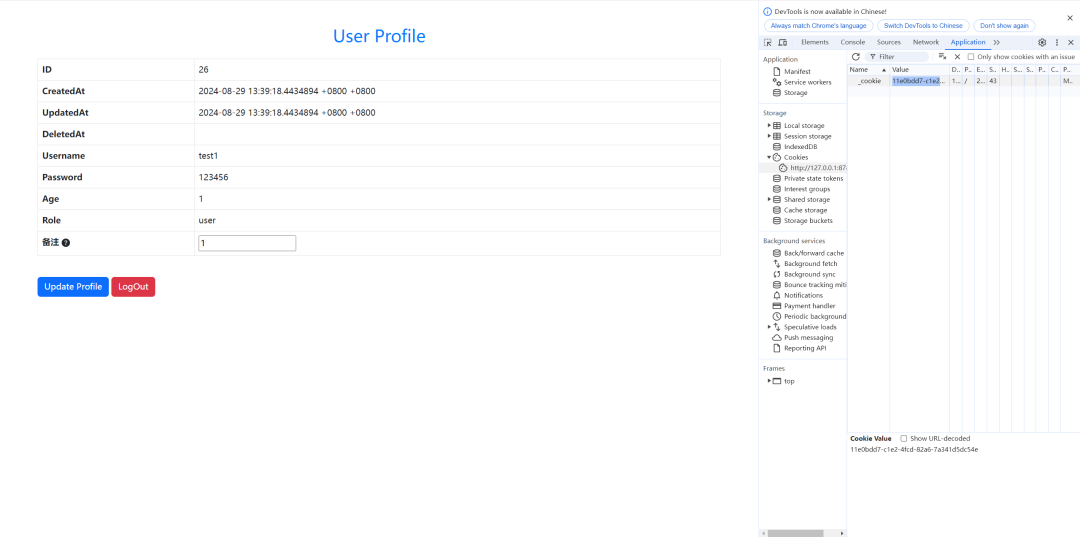 User Profile
ID 26
CreatedAt 2024-08-29 13:39:18.4434894 +0800 +0800
UpdatedAt 2024-08-29 13:39:18.4434894 +0800 +0800
DeletedAt
Username test1
Password 123456
Age 1
Role user
备注 1
Update Profile LogOut
DevTools is now available in Chinese!
Always match Chrome's language Switch DevTools to Chinese Don't show again
Elements Console Sources Network Application
Application
Manifest
Service workers
Storage
Storage
Local storage
Session storage
IndexedDB
Cookies
http://127.0.0.1:87
Private state tokens
Interest groups
Shared storage
Cache storage
Storage buckets
Background services
Back/forward cache
Background fetch
Background sync
Bounce tracking miti
Notifications
Payment handler
Periodic background
Speculative loads
Push messaging
Reporting API
Frames
top
Filter Only show cookies with an issue
Name Value D.. P.. E.. S.. H.. S... S... P.. C.. P..
_cookie 11e0bdd7-c1e2... 1... / 2... 43 M...
Cookie Value Show URL-decoded
11e0bdd7-c1e2-4fcd-82a6-7a341d5dc54e